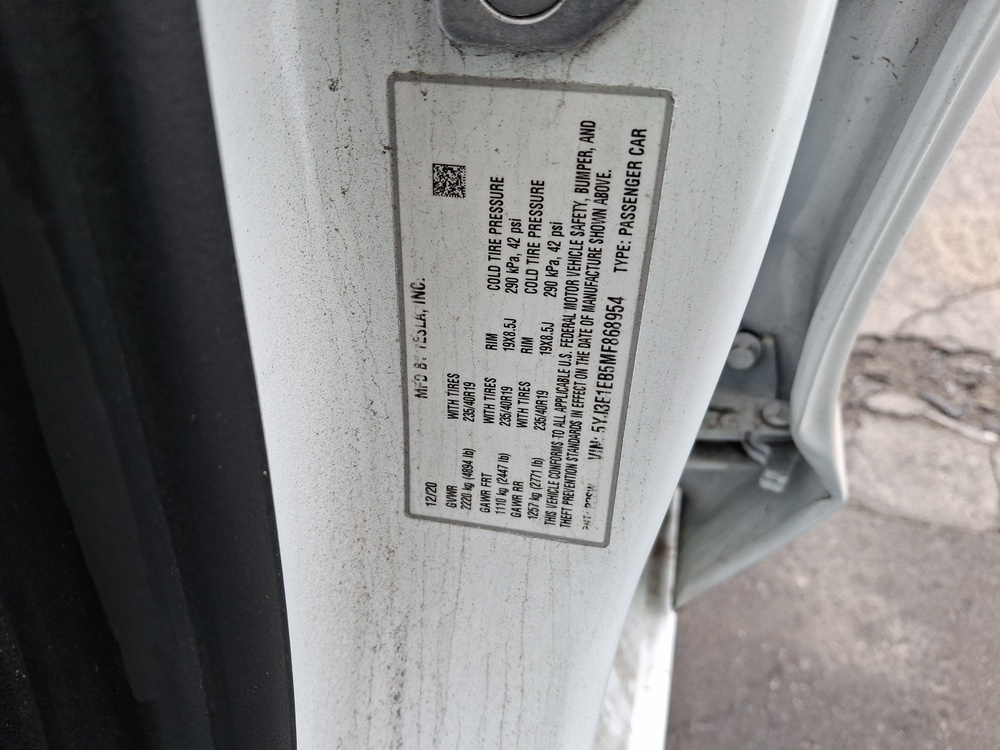 MFD BY TESLA, INC.
12/20
GVWR WITH TIRES RIM COLD TIRE PRESSURE
2220 kg (4894 lb) 235/40R19 19X8.5J 290 kPa, 42 psi
GAWR FRT WITH TIRES RIM COLD TIRE PRESSURE
1110 kg (2447 lb) 235/40R19 19X8.5J 290 kPa, 42 psi
GAWR RR WITH TIRES
1257 kg (2771 lb) 235/40R19
THIS VEHICLE CONFORMS TO ALL APPLICABLE U.S. FEDERAL MOTOR VEHICLE SAFETY, BUMPER, AND
THEFT PREVENTION STANDARDS IN EFFECT ON THE DATE OF MANUFACTURE SHOWN ABOVE.
PNT: PPSW VIN: 5YJ3E1EB5MF868954 TYPE: PASSENGER CAR